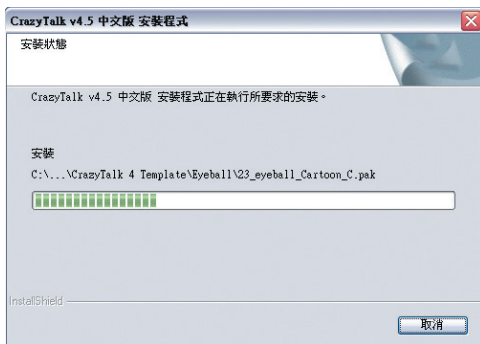 CrazyTalk v4.5 中文版 安裝程式
安裝狀態
CrazyTalk v4.5 中文版 安裝程式正在執行所要求的安裝。
安裝
C:\...\CrazyTalk 4 Template\Eyeball\23_eyeball_Cartoon_C.pak
InstallShield
取消